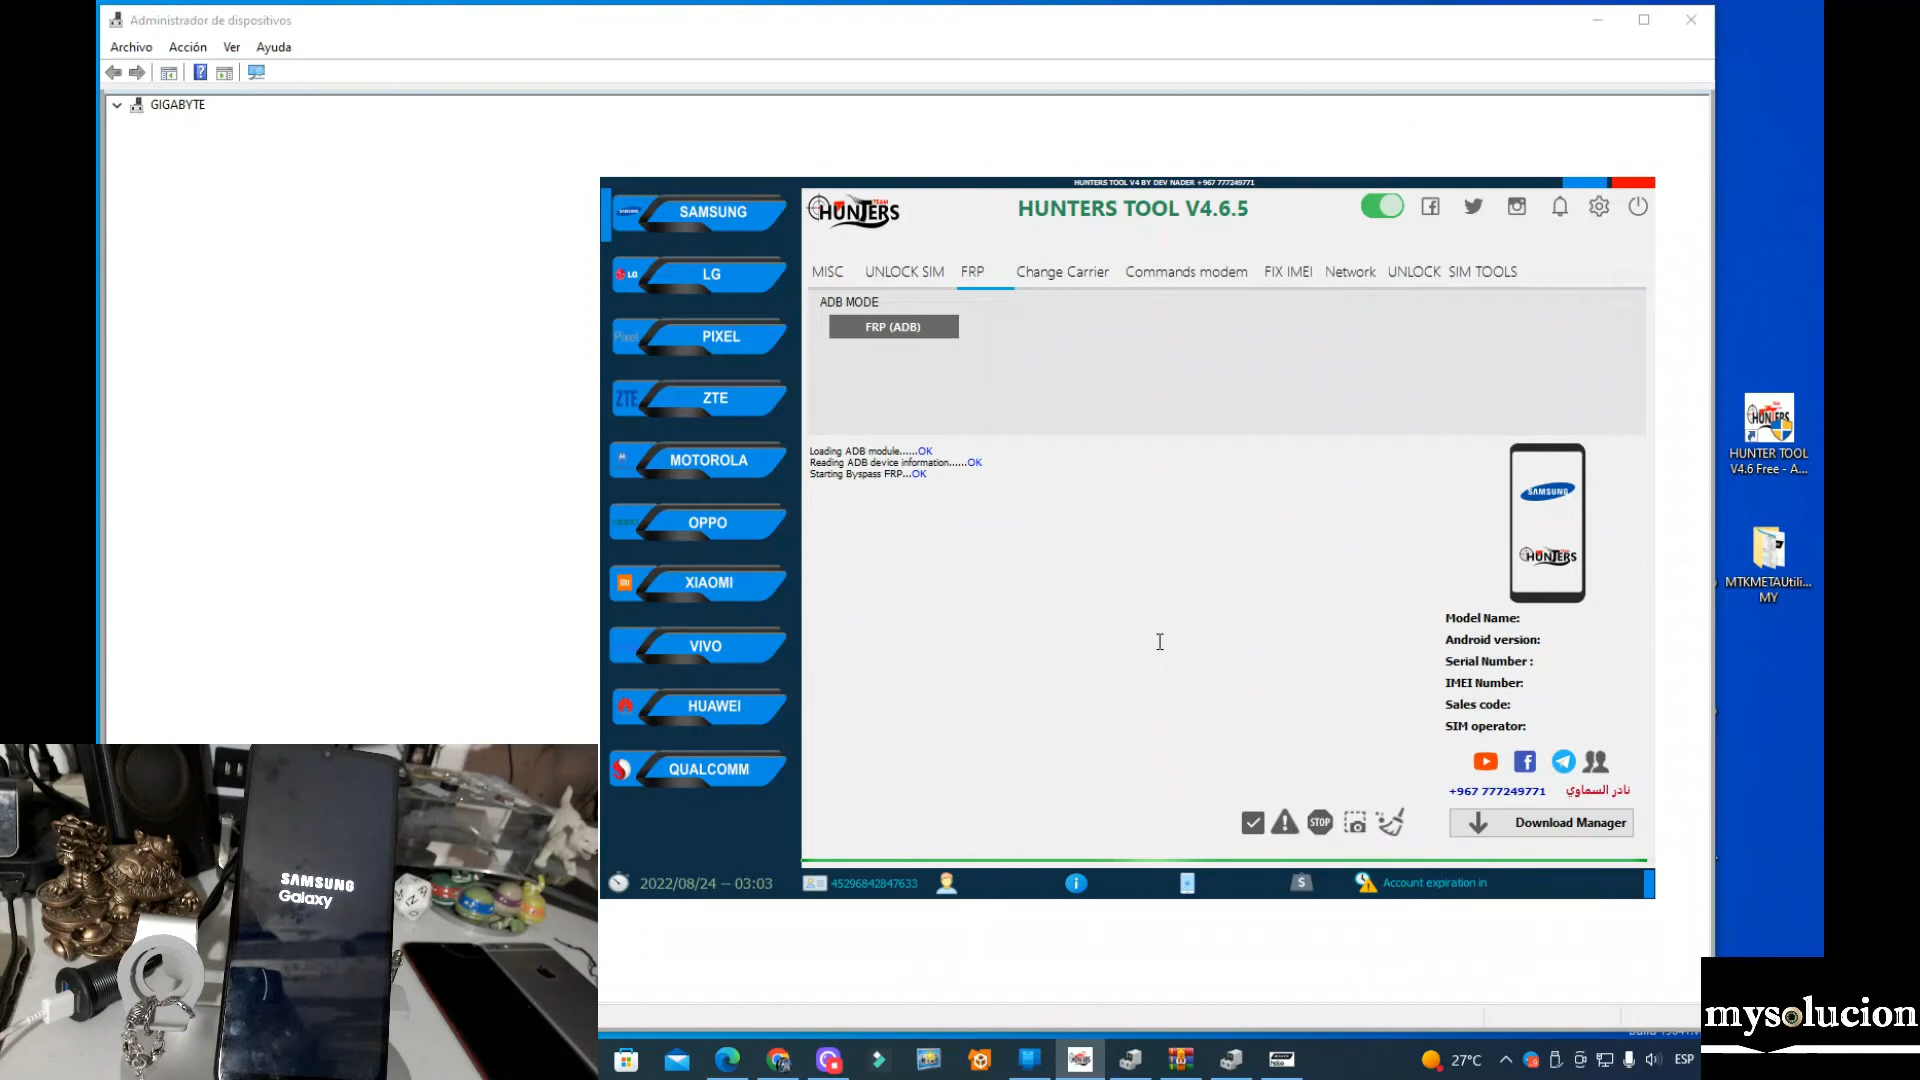 Administrador de dispositivos
Archivo Acción Ver Ayuda
GIGABYTE
HUNTERS TOOL V4 BY DEV NADER +967 777249771
HUNTERS TEAM
HUNTERS TOOL V4.6.5
SAMSUNG
LG
PIXEL
ZTE
MOTOROLA
OPPO
XIAOMI
VIVO
HUAWEI
QUALCOMM
MISC UNLOCK SIM FRP Change Carrier Commands modem FIX IMEI Network UNLOCK SIM TOOLS
ADB MODE
FRP (ADB)
Loading ADB module......OK
Reading ADB device information......OK
Starting Byspass FRP...OK
SAMSUNG
HUNTERS
Model Name:
Android version:
Serial Number :
IMEI Number:
Sales code:
SIM operator:
+967 777249771 نادر السماوي
STOP
Download Manager
2022/08/24 -- 03:03
45296842847633
Account expiration in
HUNTER TOOL
V4.6 Free - A...
MTKMETAUtili...
MY
SAMSUNG
Galaxy
mysolucion
27°C
ESP